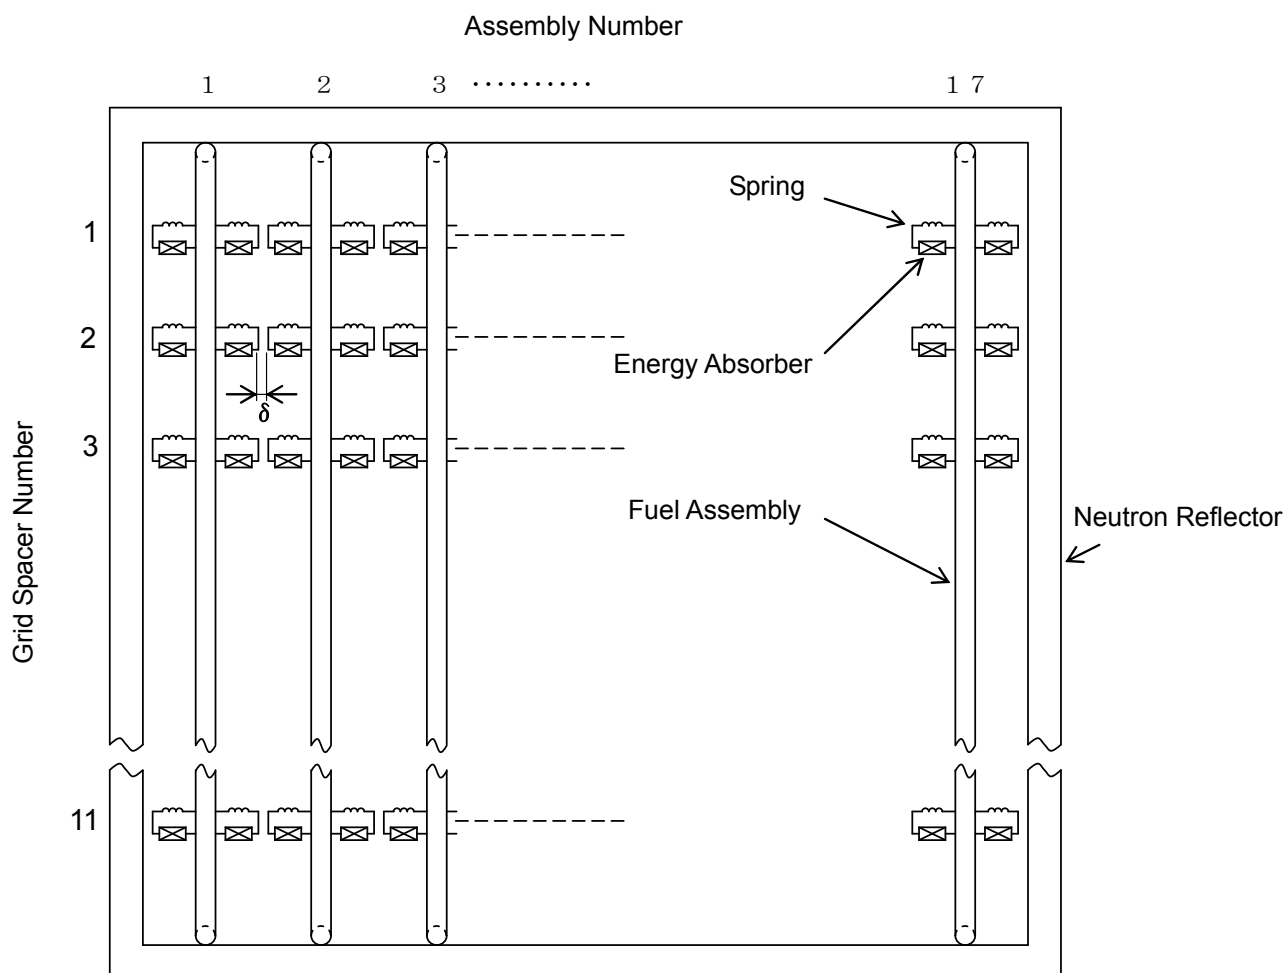 Assembly Number
1 2 3 ·········· 17
Spring
1
2
Energy Absorber
δ
3
Fuel Assembly
Neutron Reflector
Grid Spacer Number
11